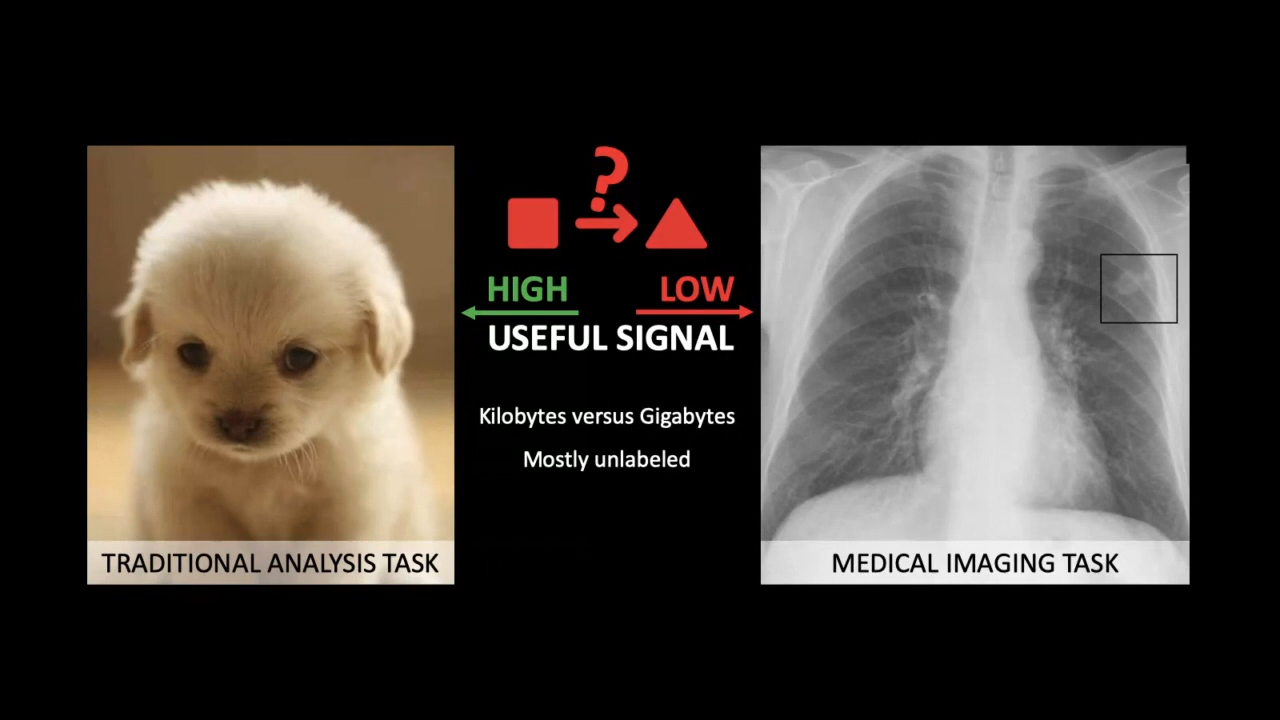 ?
HIGH
LOW
USEFUL SIGNAL
Kilobytes versus Gigabytes
Mostly unlabeled
TRADITIONAL ANALYSIS TASK
MEDICAL IMAGING TASK